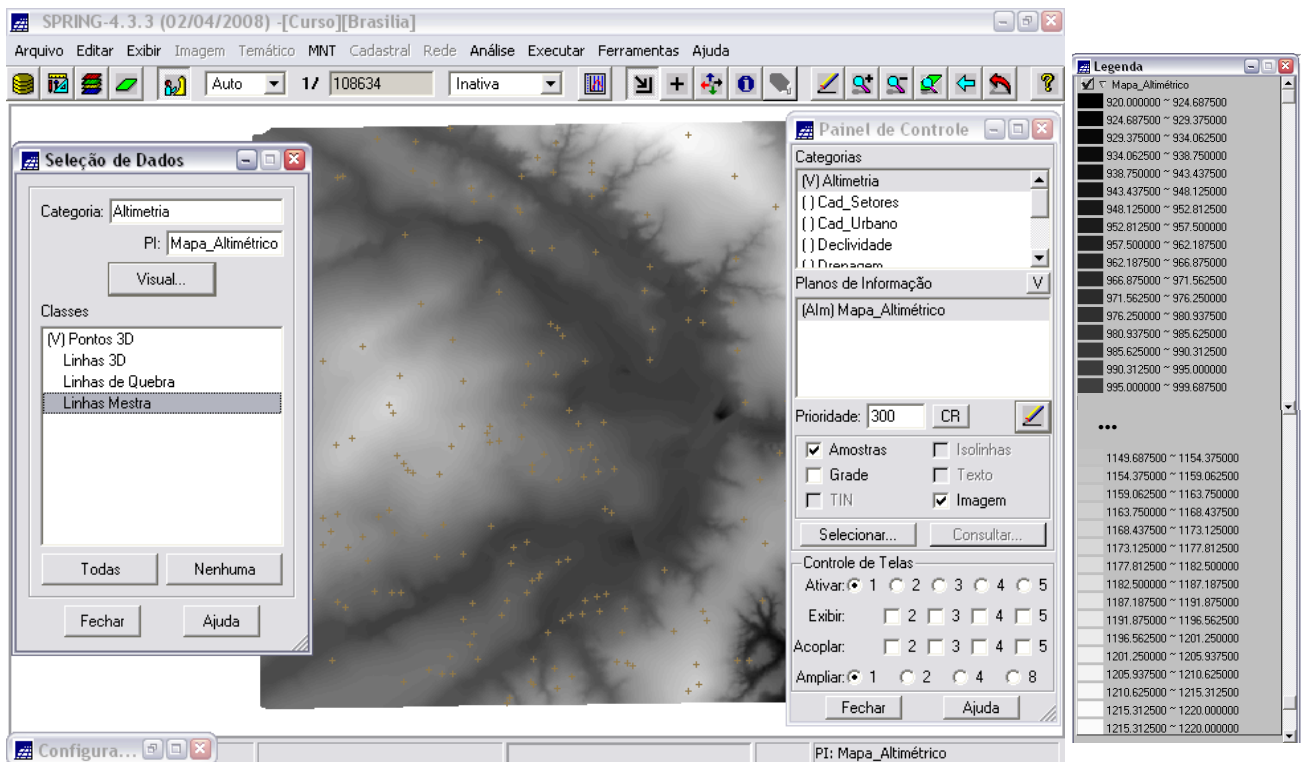 SPRING-4.3.3 (02/04/2008) -[Curso][Brasilia]
Arquivo Editar Exibir Imagem Temático MNT Cadastral Rede Análise Executar Ferramentas Ajuda
Auto 1/ 108634 Inativa
Seleção de Dados
Categoria: Altimetria
PI: Mapa_Altimétrico
Visual...
Classes
(V) Pontos 3D
Linhas 3D
Linhas de Quebra
Linhas Mestra
Todas Nenhuma
Fechar Ajuda
Painel de Controle
Categorias
(V) Altimetria
( ) Cad_Setores
( ) Cad_Urbano
( ) Declividade
( ) Drenagem
Planos de Informação V
(AIm) Mapa_Altimétrico
Prioridade: 300 CR
Amostras Isolinhas
Grade Texto
TIN Imagem
Selecionar... Consultar...
Controle de Telas
Ativar: 1 2 3 4 5
Exibir: 2 3 4 5
Acoplar: 2 3 4 5
Ampliar: 1 2 4 8
Fechar Ajuda
Configura...
PI: Mapa_Altimétrico
Legenda
Mapa_Altimétrico
920.000000 ~ 924.687500
924.687500 ~ 929.375000
929.375000 ~ 934.062500
934.062500 ~ 938.750000
938.750000 ~ 943.437500
943.437500 ~ 948.125000
948.125000 ~ 952.812500
952.812500 ~ 957.500000
957.500000 ~ 962.187500
962.187500 ~ 966.875000
966.875000 ~ 971.562500
971.562500 ~ 976.250000
976.250000 ~ 980.937500
980.937500 ~ 985.625000
985.625000 ~ 990.312500
990.312500 ~ 995.000000
995.000000 ~ 999.687500
...
1149.687500 ~ 1154.375000
1154.375000 ~ 1159.062500
1159.062500 ~ 1163.750000
1163.750000 ~ 1168.437500
1168.437500 ~ 1173.125000
1173.125000 ~ 1177.812500
1177.812500 ~ 1182.500000
1182.500000 ~ 1187.187500
1187.187500 ~ 1191.875000
1191.875000 ~ 1196.562500
1196.562500 ~ 1201.250000
1201.250000 ~ 1205.937500
1205.937500 ~ 1210.625000
1210.625000 ~ 1215.312500
1215.312500 ~ 1220.000000
1215.312500 ~ 1220.000000